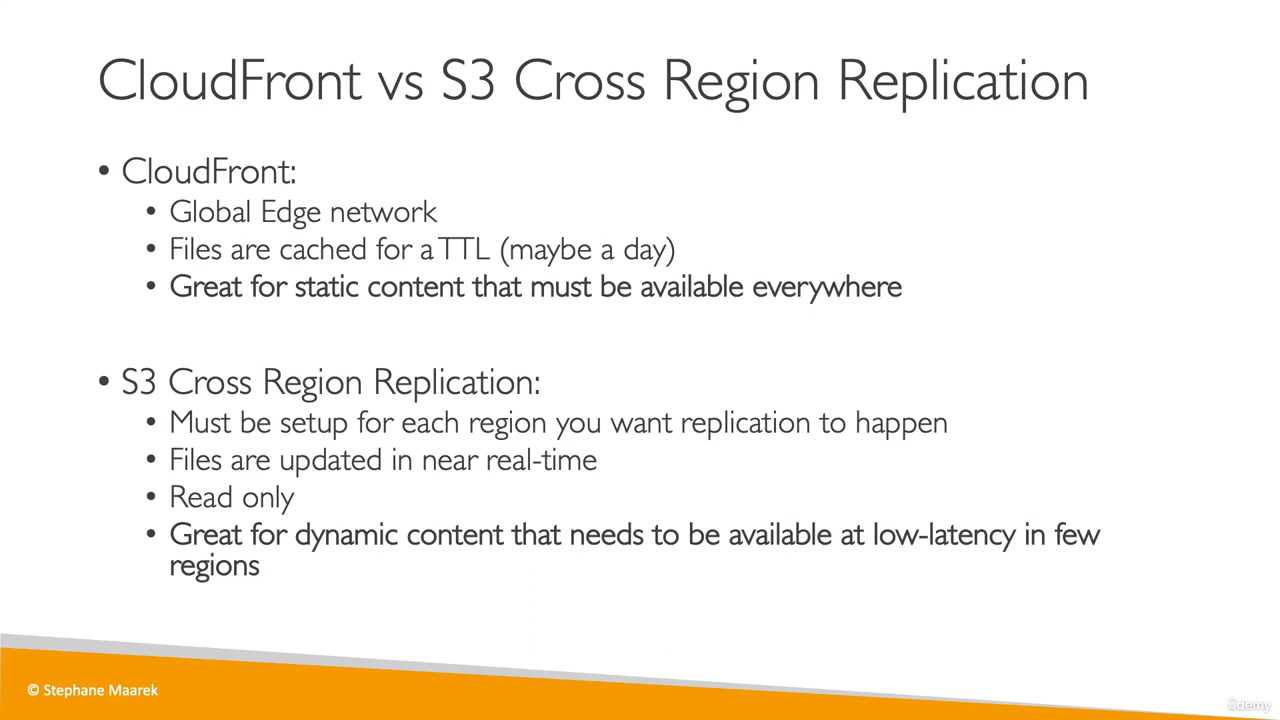 CloudFront vs S3 Cross Region Replication
• CloudFront:
• Global Edge network
• Files are cached for a TTL (maybe a day)
• Great for static content that must be available everywhere
• S3 Cross Region Replication:
• Must be setup for each region you want replication to happen
• Files are updated in near real-time
• Read only
• Great for dynamic content that needs to be available at low-latency in few
regions
© Stephane Maarek
ûdemy